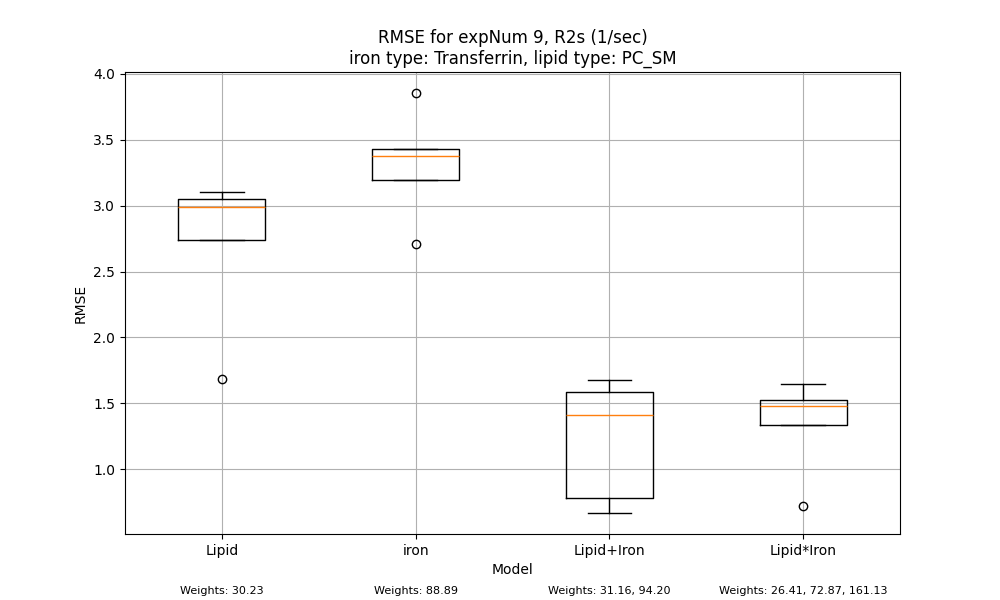 RMSE for expNum 9, R2s (1/sec)
iron type: Transferrin, lipid type: PC_SM
4.0
3.5
3.0
2.5
2.0
1.5
1.0
RMSE
Lipid
iron
Lipid+Iron
Lipid*Iron
Model
Weights: 30.23
Weights: 88.89
Weights: 31.16, 94.20
Weights: 26.41, 72.87, 161.13